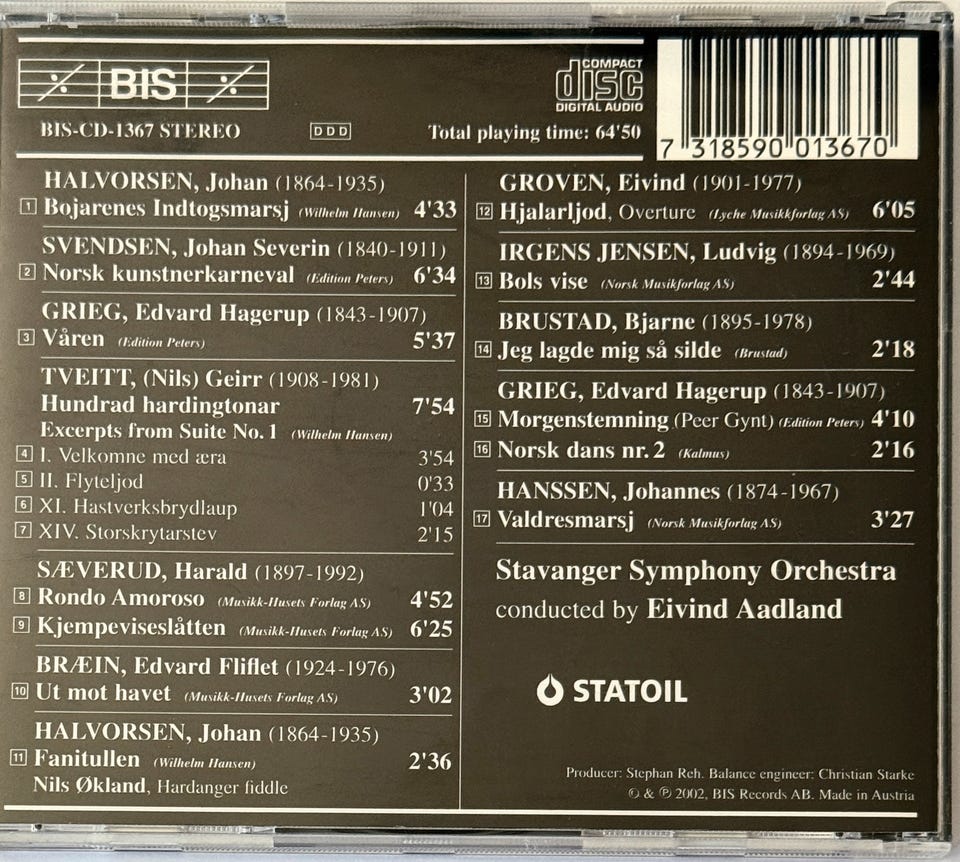 BIS
COMPACT
disc
DIGITAL AUDIO
BIS-CD-1367 STEREO
DDD
Total playing time: 64'50
7 318590 013670
HALVORSEN, Johan (1864-1935)
1 Bojarenes Indtogsmarsj (Wilhelm Hansen) 4'33
SVENDSEN, Johan Severin (1840-1911)
2 Norsk kunstnerkarneval (Edition Peters) 6'34
GRIEG, Edvard Hagerup (1843-1907)
3 Våren (Edition Peters) 5'37
TVEITT, (Nils) Geirr (1908-1981)
Hundrad hardingtonar 7'54
Excerpts from Suite No. 1 (Wilhelm Hansen)
4 I. Velkomne med æra 3'54
5 II. Flyteljod 0'33
6 XI. Hastverksbrydlaup 1'04
7 XIV. Storskrytarstev 2'15
SÆVERUD, Harald (1897-1992)
8 Rondo Amoroso (Musikk-Husets Forlag AS) 4'52
9 Kjempeviseslåtten (Musikk-Husets Forlag AS) 6'25
BRÆIN, Edvard Fliflet (1924-1976)
10 Ut mot havet (Musikk-Husets Forlag AS) 3'02
HALVORSEN, Johan (1864-1935)
11 Fanitullen (Wilhelm Hansen) 2'36
Nils Økland, Hardanger fiddle
GROVEN, Eivind (1901-1977)
12 Hjalarljod, Overture (Lyche Musikkforlag AS) 6'05
IRGENS JENSEN, Ludvig (1894-1969)
13 Bols vise (Norsk Musikforlag AS) 2'44
BRUSTAD, Bjarne (1895-1978)
14 Jeg lagde mig så silde (Brustad) 2'18
GRIEG, Edvard Hagerup (1843-1907)
15 Morgenstemning (Peer Gynt) (Edition Peters) 4'10
16 Norsk dans nr. 2 (Kalmus) 2'16
HANSSEN, Johannes (1874-1967)
17 Valdresmarsj (Norsk Musikforlag AS) 3'27
Stavanger Symphony Orchestra
conducted by Eivind Aadland
STATOIL
Producer: Stephan Reh. Balance engineer: Christian Starke
© & ℗ 2002, BIS Records AB. Made in Austria